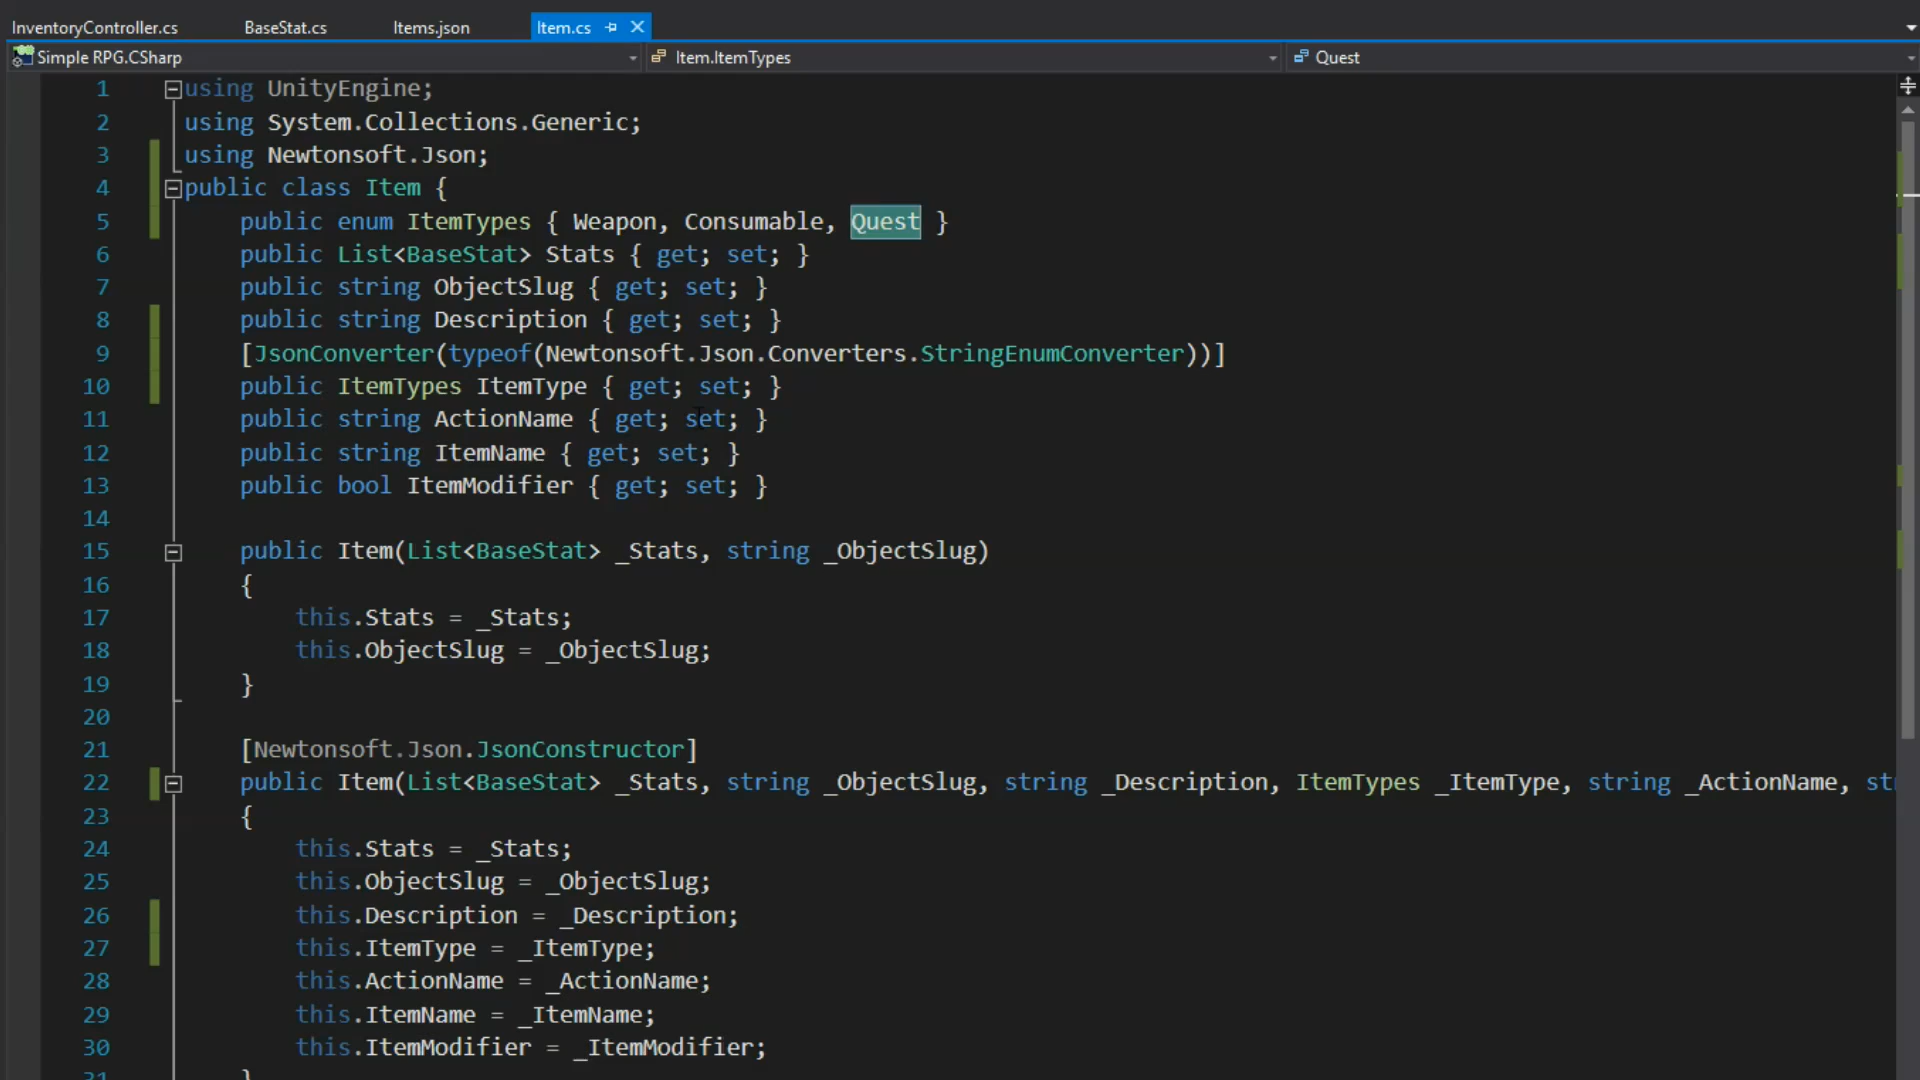 InventoryController.cs BaseStat.cs Items.json Item.cs
Simple RPG.CSharp Item.ItemTypes Quest
1 using UnityEngine;
2 using System.Collections.Generic;
3 using Newtonsoft.Json;
4 public class Item {
5 public enum ItemTypes { Weapon, Consumable, Quest }
6 public List<BaseStat> Stats { get; set; }
7 public string ObjectSlug { get; set; }
8 public string Description { get; set; }
9 [JsonConverter(typeof(Newtonsoft.Json.Converters.StringEnumConverter))]
10 public ItemTypes ItemType { get; set; }
11 public string ActionName { get; set; }
12 public string ItemName { get; set; }
13 public bool ItemModifier { get; set; }
14
15 public Item(List<BaseStat> _Stats, string _ObjectSlug)
16 {
17 this.Stats = _Stats;
18 this.ObjectSlug = _ObjectSlug;
19 }
20
21 [Newtonsoft.Json.JsonConstructor]
22 public Item(List<BaseStat> _Stats, string _ObjectSlug, string _Description, ItemTypes _ItemType, string _ActionName, str
23 {
24 this.Stats = _Stats;
25 this.ObjectSlug = _ObjectSlug;
26 this.Description = _Description;
27 this.ItemType = _ItemType;
28 this.ActionName = _ActionName;
29 this.ItemName = _ItemName;
30 this.ItemModifier = _ItemModifier;
31 }